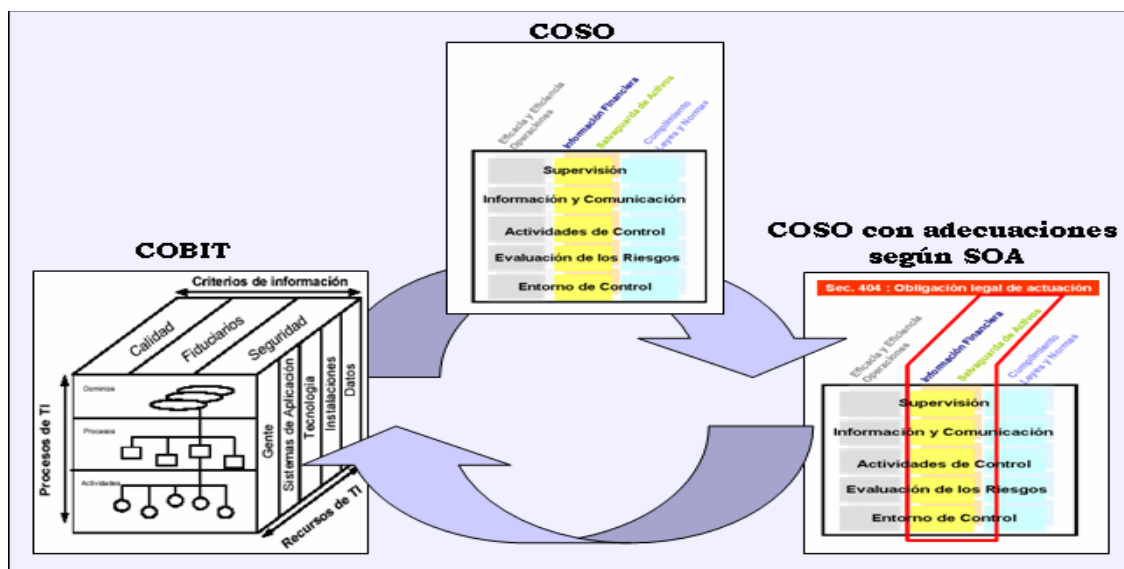 COSO
Eficacia y Eficiencia
Operaciones
Información Financiera
Salvaguarda de Activos
Cumplimiento
Leyes y Normas
Supervisión
Información y Comunicación
Actividades de Control
Evaluación de los Riesgos
Entorno de Control
COBIT
Criterios de información
Calidad
Fiduciarios
Seguridad
Procesos de TI
Dominios
Procesos
Actividades
Gente
Sistemas de Aplicación
Tecnología
Instalaciones
Datos
Recursos de TI
COSO con adecuaciones
según SOA
Sec. 404 : Obligación legal de actuación
Eficacia y Eficiencia
Operaciones
Información Financiera
Salvaguarda de Activos
Cumplimiento
Leyes y Normas
Supervisión
Información y Comunicación
Actividades de Control
Evaluación de los Riesgos
Entorno de Control